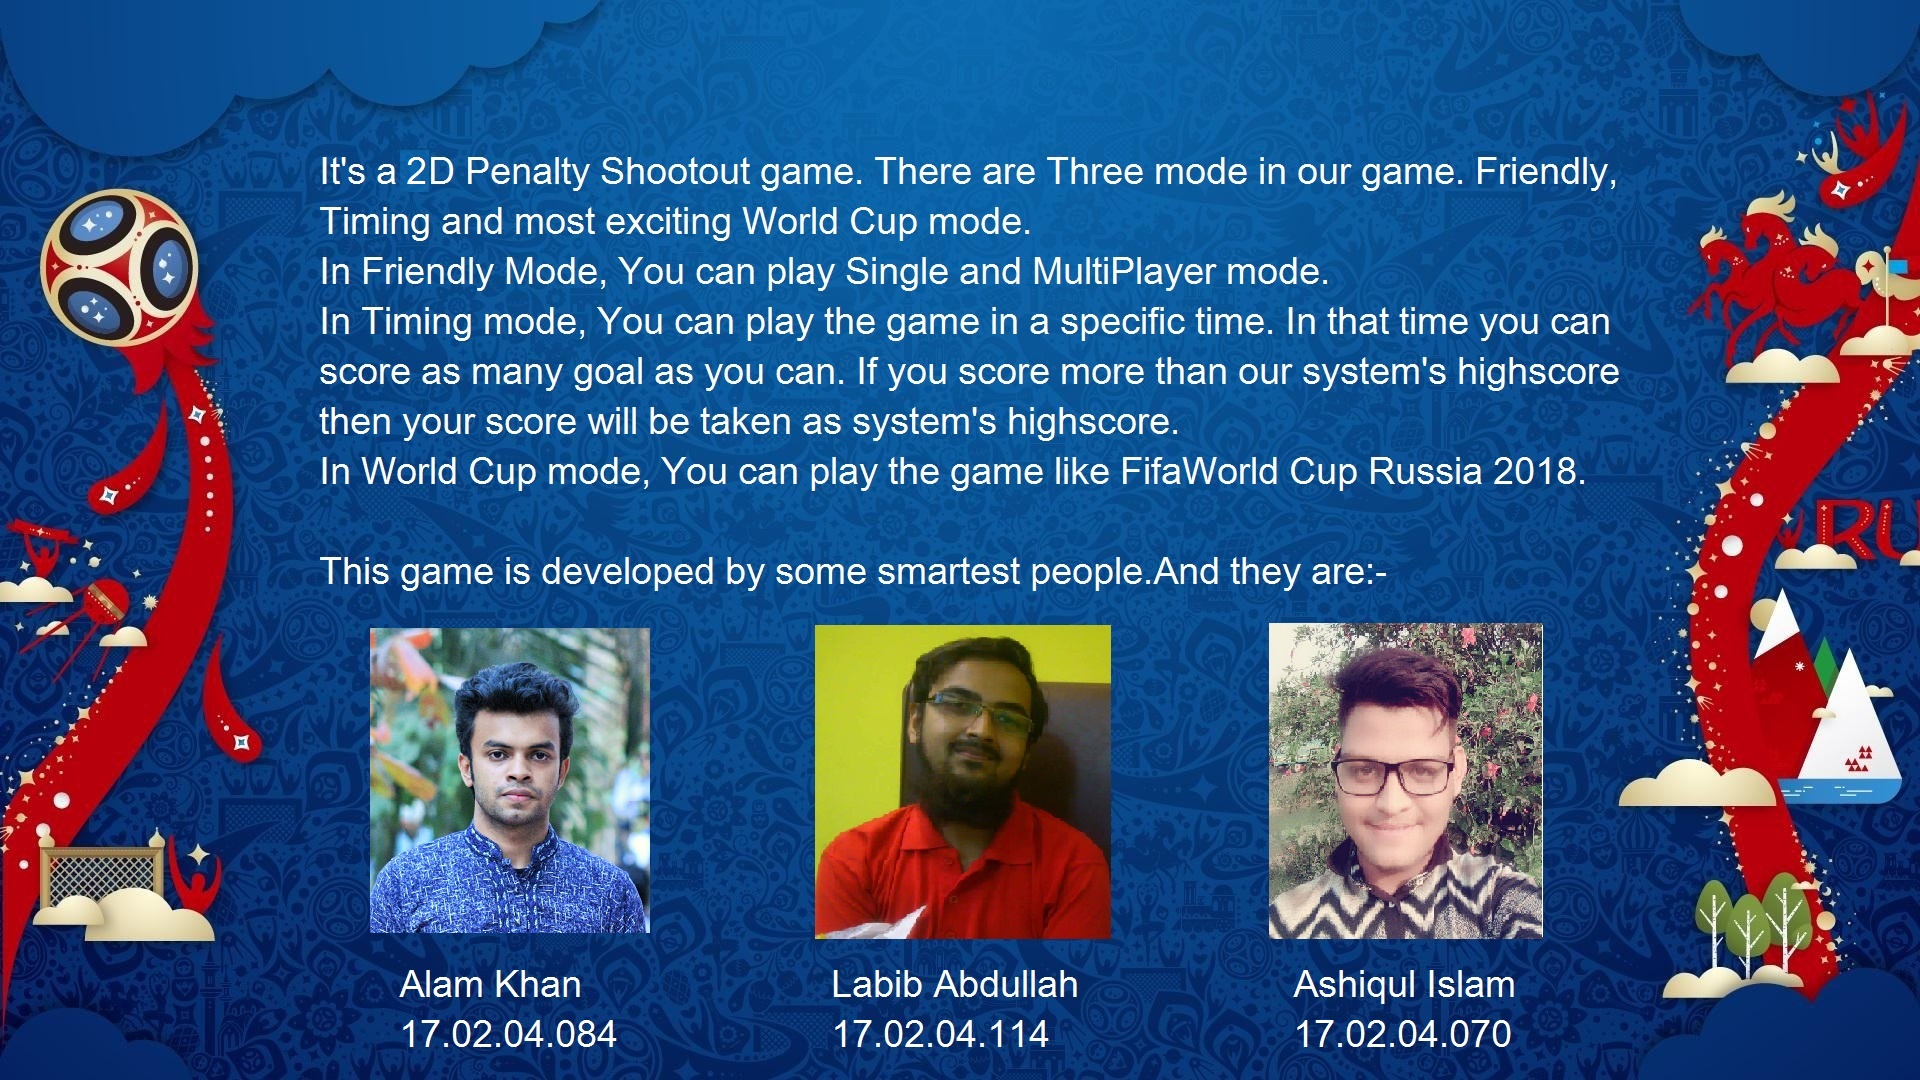 It's a 2D Penalty Shootout game. There are Three mode in our game. Friendly,
Timing and most exciting World Cup mode.
In Friendly Mode, You can play Single and MultiPlayer mode.
In Timing mode, You can play the game in a specific time. In that time you can
score as many goal as you can. If you score more than our system's highscore
then your score will be taken as system's highscore.
In World Cup mode, You can play the game like FifaWorld Cup Russia 2018.
This game is developed by some smartest people.And they are:-
RU
Alam Khan
17.02.04.084
Labib Abdullah
17.02.04.114
Ashiqul Islam
17.02.04.070